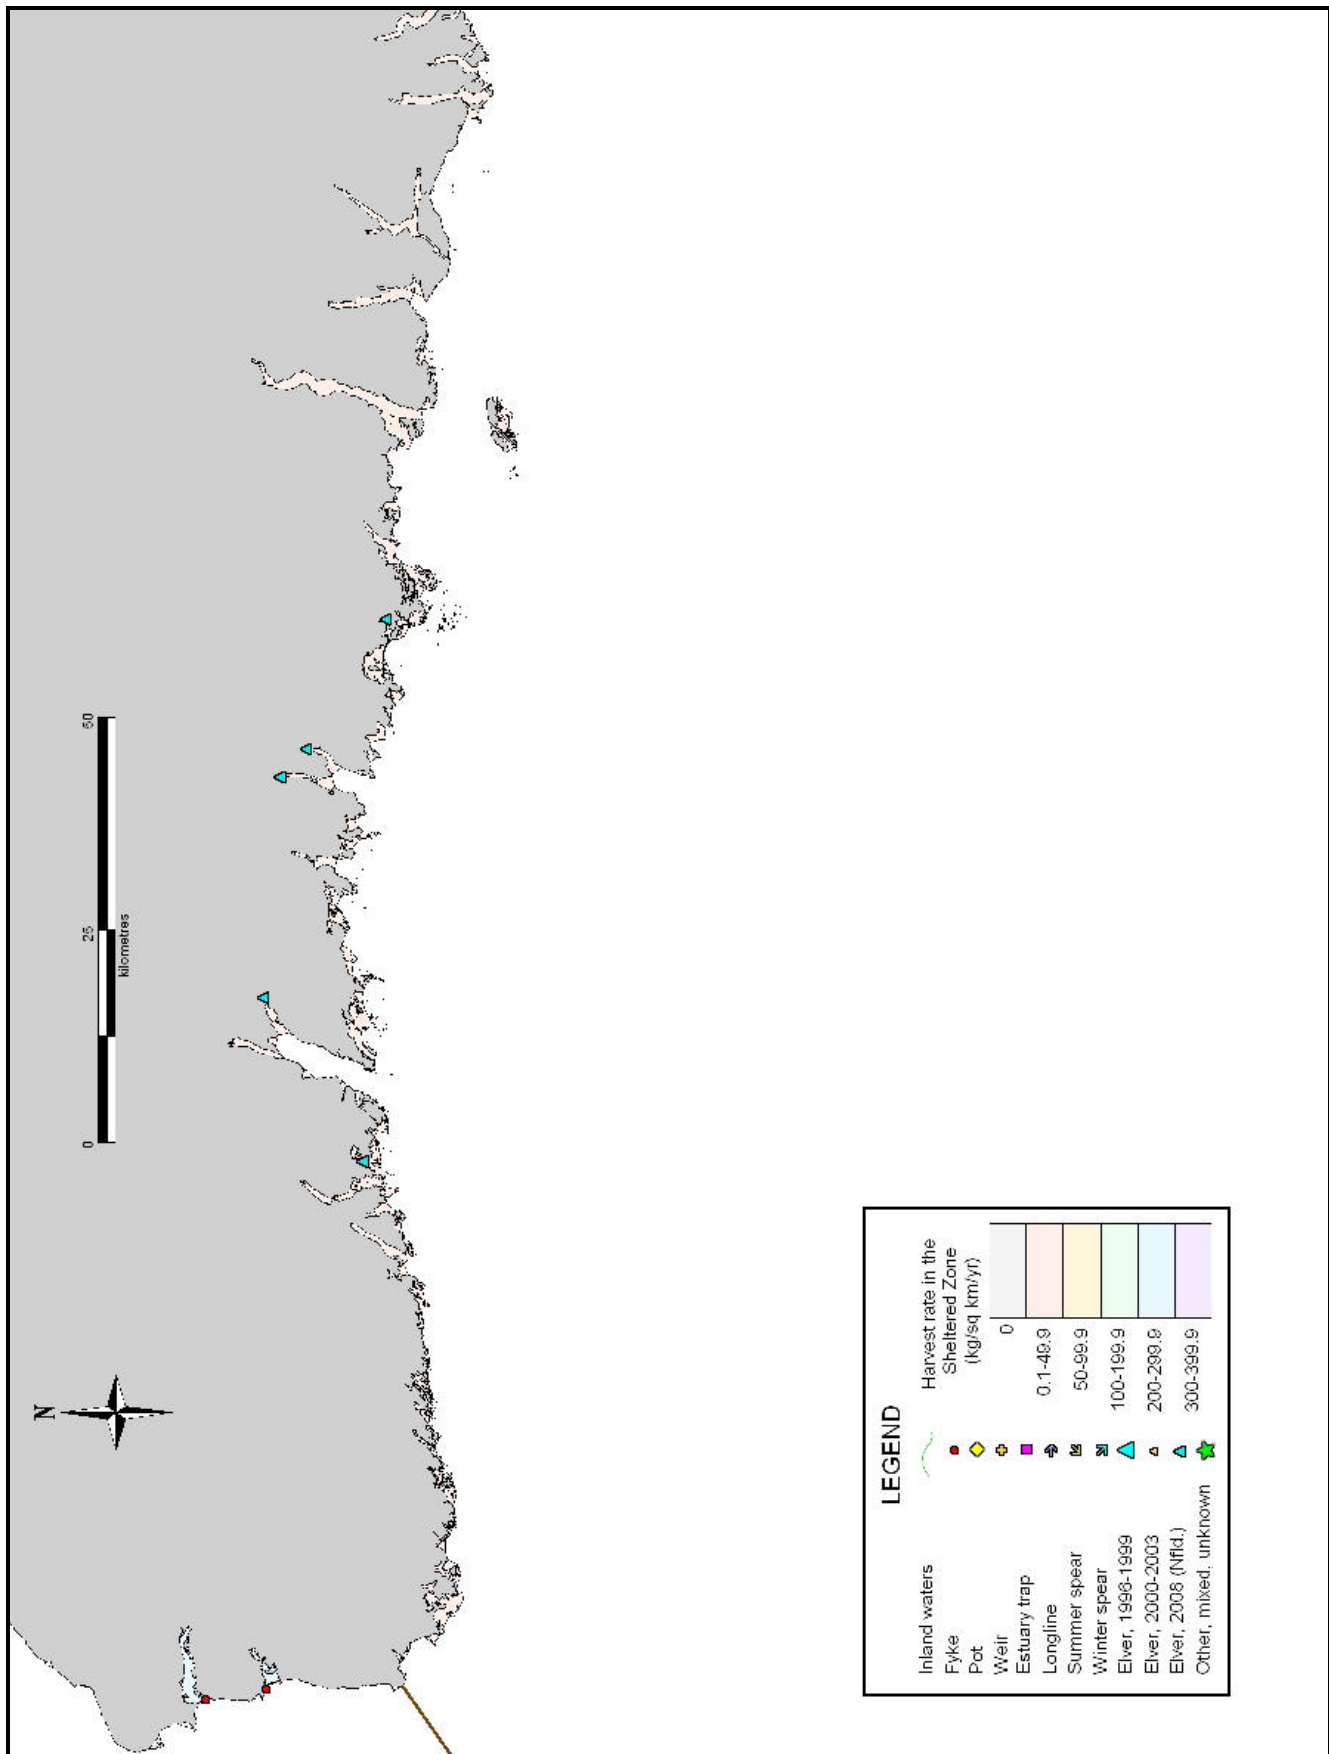 N
0
25
50
kilometres
LEGEND
Inland waters
Fyke
Pot
Weir
Estuary trap
Longline
Summer spear
Winter spear
Elver, 1996-1999
Elver, 2000-2003
Elver, 2008 (Nfld.)
Other, mixed, unknown
Harvest rate in the
Sheltered Zone
(kg/sq km/yr)
0
0.1-49.9
50-99.9
100-199.9
200-299.9
300-399.9